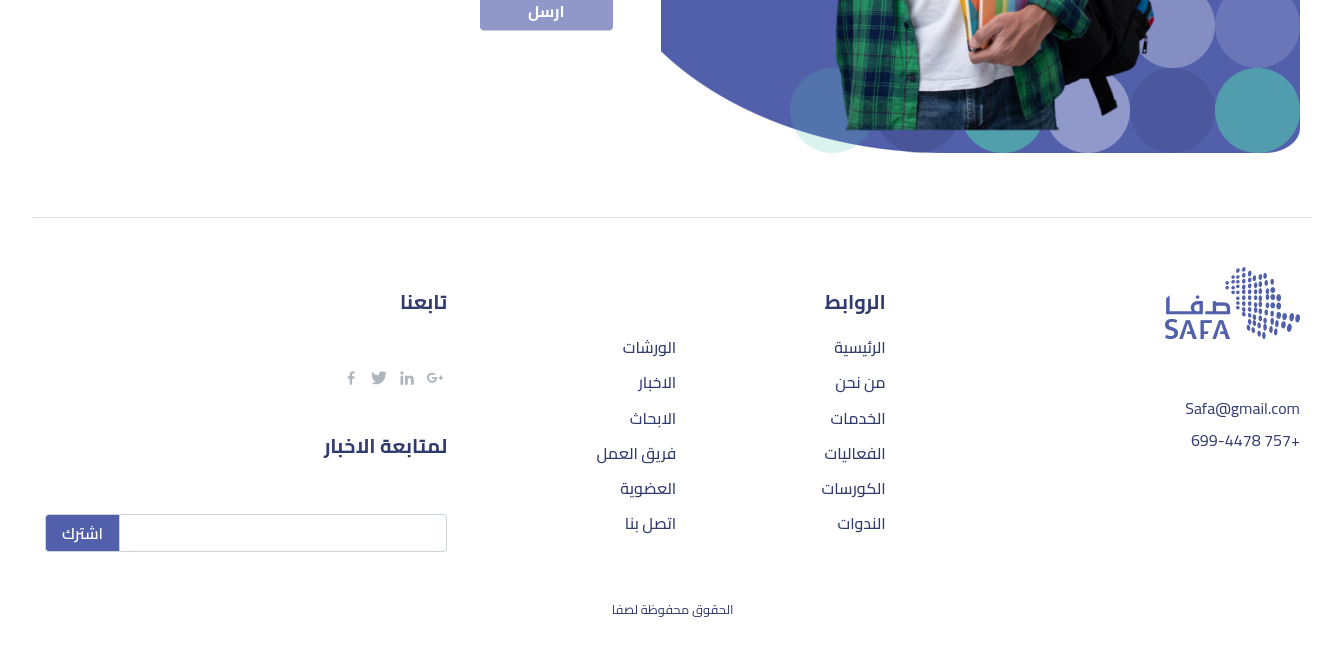 ارسل
صفا
SAFA
Safa@gmail.com
699-4478 757+
الروابط
الرئيسية
من نحن
الخدمات
الفعاليات
الكورسات
الندوات
الورشات
الاخبار
الابحاث
فريق العمل
العضوية
اتصل بنا
تابعنا
لمتابعة الاخبار
اشترك
الحقوق محفوظة لصفا